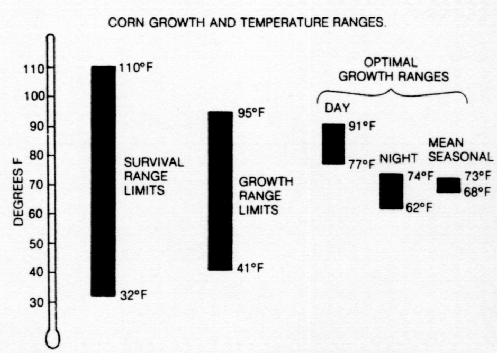 CORN GROWTH AND TEMPERATURE RANGES.
OPTIMAL
GROWTH RANGES
DEGREES F
110
100
90
80
70
60
50
40
30
110°F
SURVIVAL
RANGE
LIMITS
32°F
95°F
GROWTH
RANGE
LIMITS
41°F
DAY
91°F
77°F
NIGHT
74°F
62°F
MEAN
SEASONAL
73°F
68°F